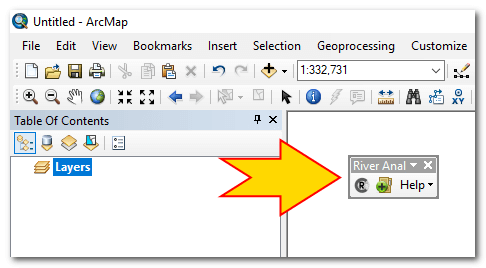 Untitled - ArcMap
File Edit View Bookmarks Insert Selection Geoprocessing Customize
1:332,731
XY
Table Of Contents
Layers
River Anal
R
Help